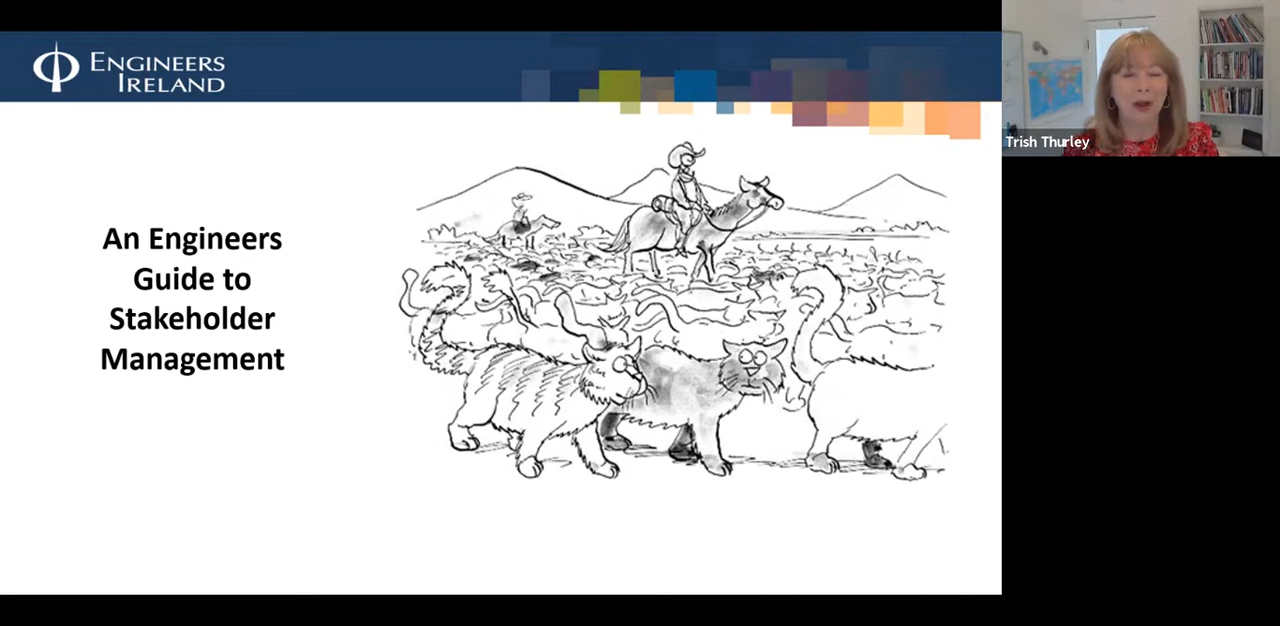 ENGINEERS
IRELAND
An Engineers
Guide to
Stakeholder
Management
Trish Thurley